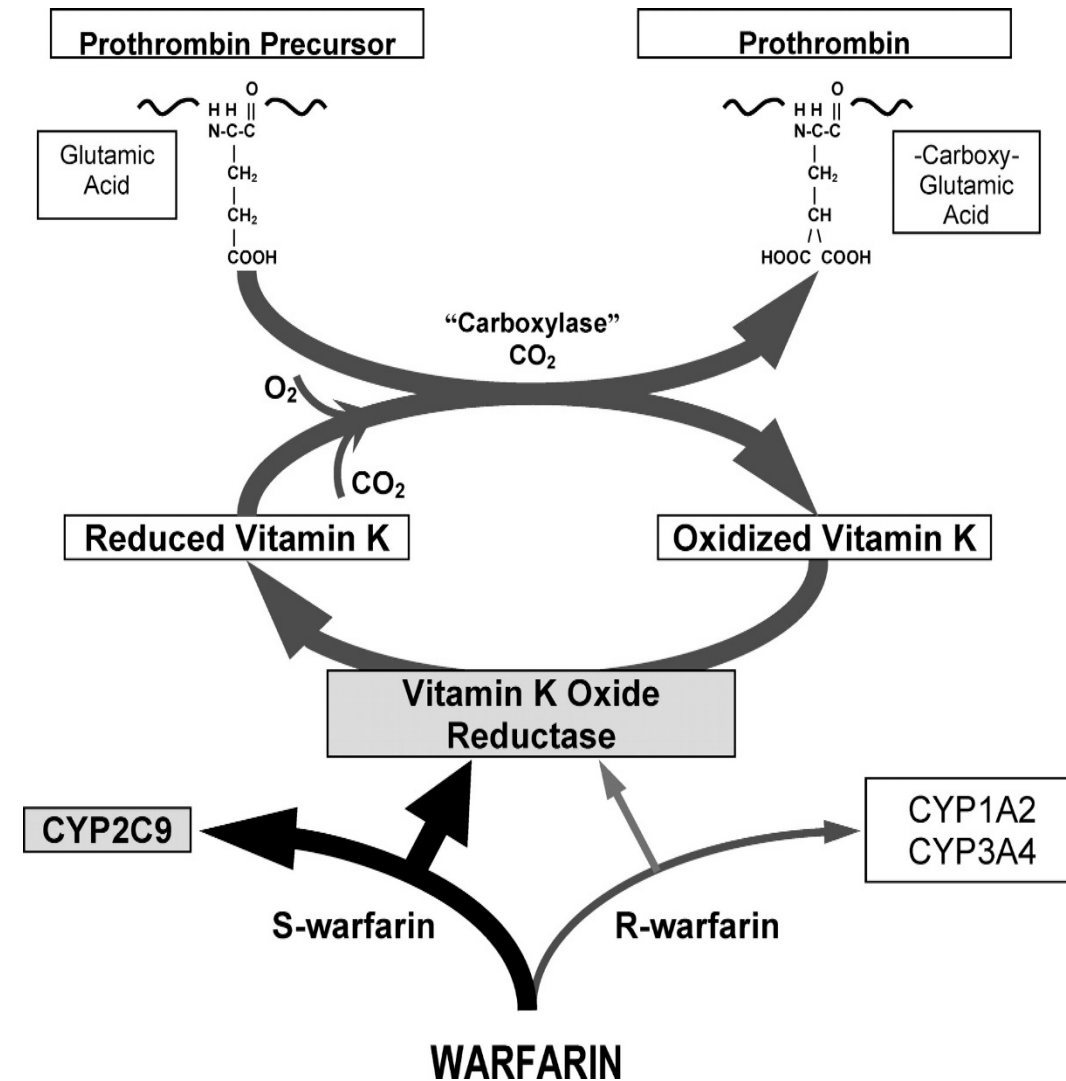 Prothrombin Precursor
Prothrombin
O
||
H H
N-C-C
|
CH₂
|
CH₂
|
COOH
Glutamic
Acid
O
||
H H
N-C-C
|
CH₂
|
CH
/ \
HOOC COOH
-Carboxy-
Glutamic
Acid
“Carboxylase”
CO₂
O₂
CO₂
Reduced Vitamin K
Oxidized Vitamin K
Vitamin K Oxide
Reductase
CYP2C9
CYP1A2
CYP3A4
S-warfarin
R-warfarin
WARFARIN